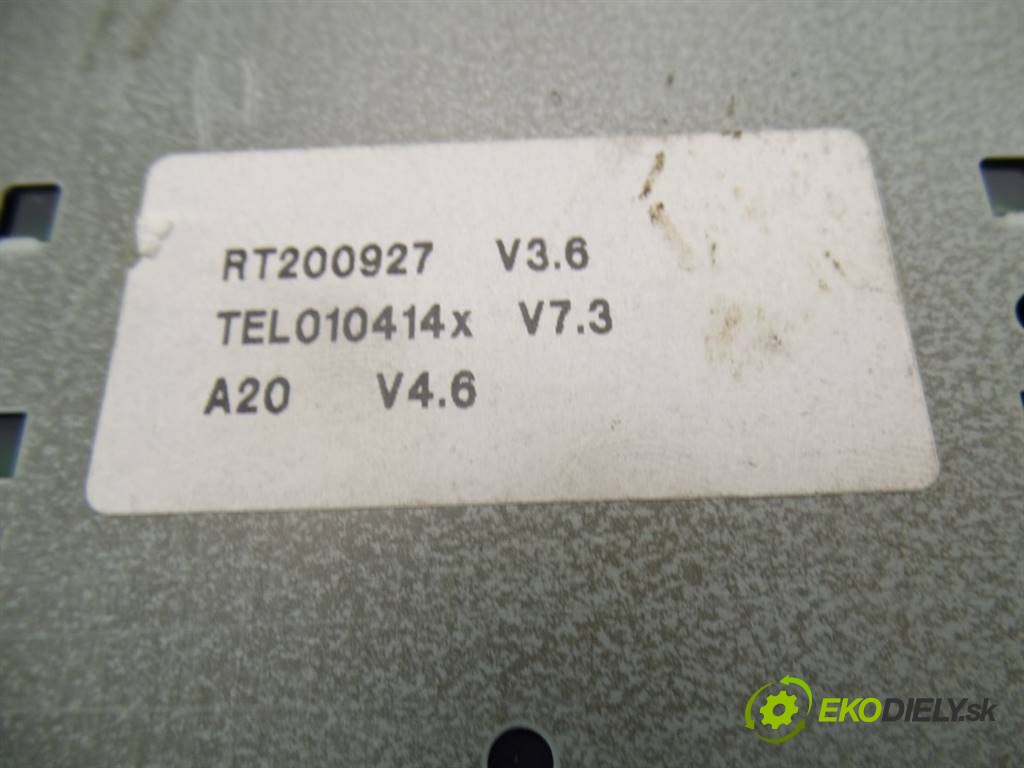 RT200927 V3.6
TEL010414x V7.3
A20 V4.6
EKODIELY.sk